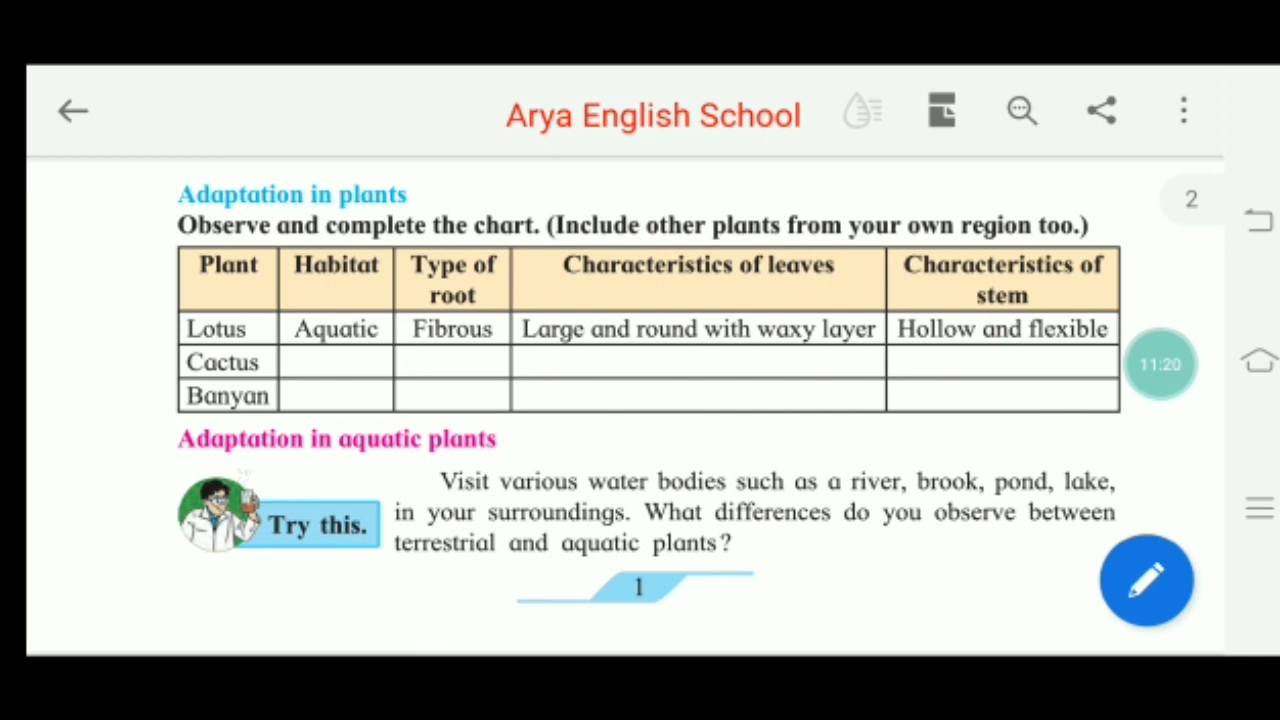 Arya English School
2
Adaptation in plants
Observe and complete the chart. (Include other plants from your own region too.)
Plant Habitat Type of root Characteristics of leaves Characteristics of stem
Lotus Aquatic Fibrous Large and round with waxy layer Hollow and flexible
Cactus
Banyan
11:20
Adaptation in aquatic plants
Try this.
Visit various water bodies such as a river, brook, pond, lake,
in your surroundings. What differences do you observe between
terrestrial and aquatic plants?
1